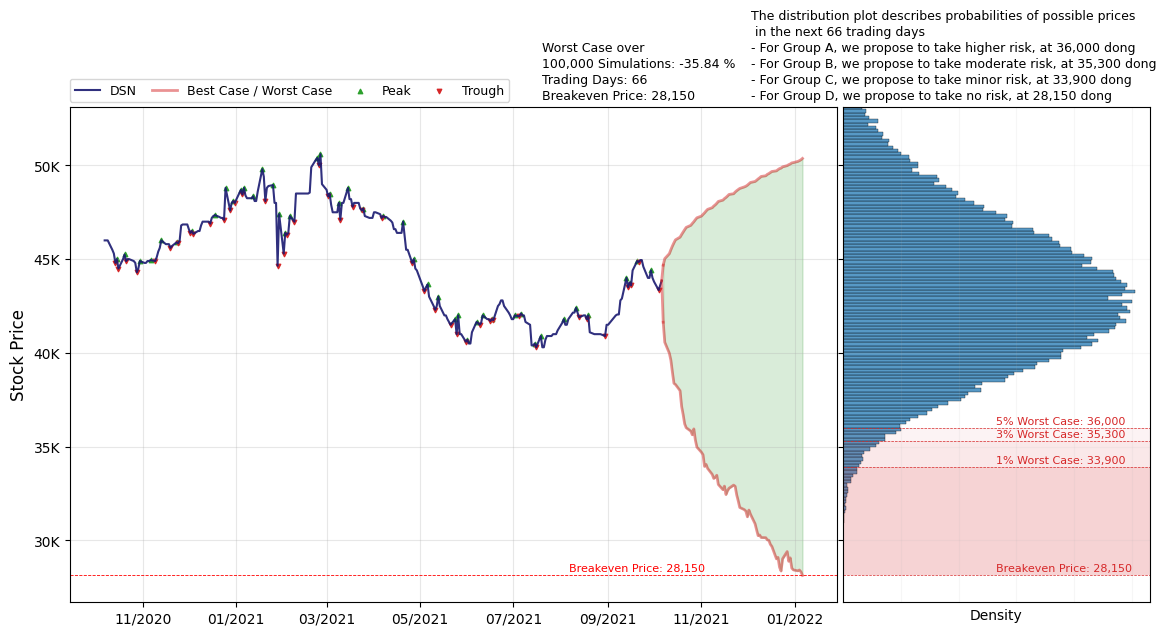 The distribution plot describes probabilities of possible prices
in the next 66 trading days
- For Group A, we propose to take higher risk, at 36,000 dong
- For Group B, we propose to take moderate risk, at 35,300 dong
- For Group C, we propose to take minor risk, at 33,900 dong
- For Group D, we propose to take no risk, at 28,150 dong
Worst Case over
100,000 Simulations: -35.84 %
Trading Days: 66
Breakeven Price: 28,150
DSN
Best Case / Worst Case
Peak
Trough
Stock Price
50K
45K
40K
35K
30K
Breakeven Price: 28,150
11/2020
01/2021
03/2021
05/2021
07/2021
09/2021
11/2021
01/2022
5% Worst Case: 36,000
3% Worst Case: 35,300
1% Worst Case: 33,900
Breakeven Price: 28,150
Density